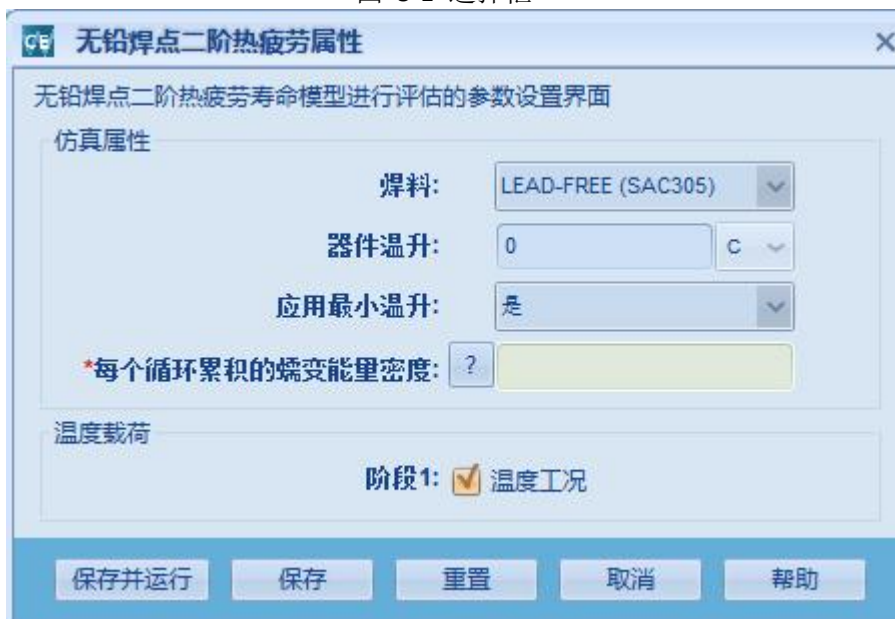 CE 无铅焊点二阶热疲劳属性
无铅焊点二阶热疲劳寿命模型进行评估的参数设置界面
仿真属性
焊料: LEAD-FREE (SAC305)
器件温升: 0 C
应用最小温升: 是
*每个循环累积的蠕变能量密度: ?
温度载荷
阶段1: 温度工况
保存并运行 保存 重置 取消 帮助